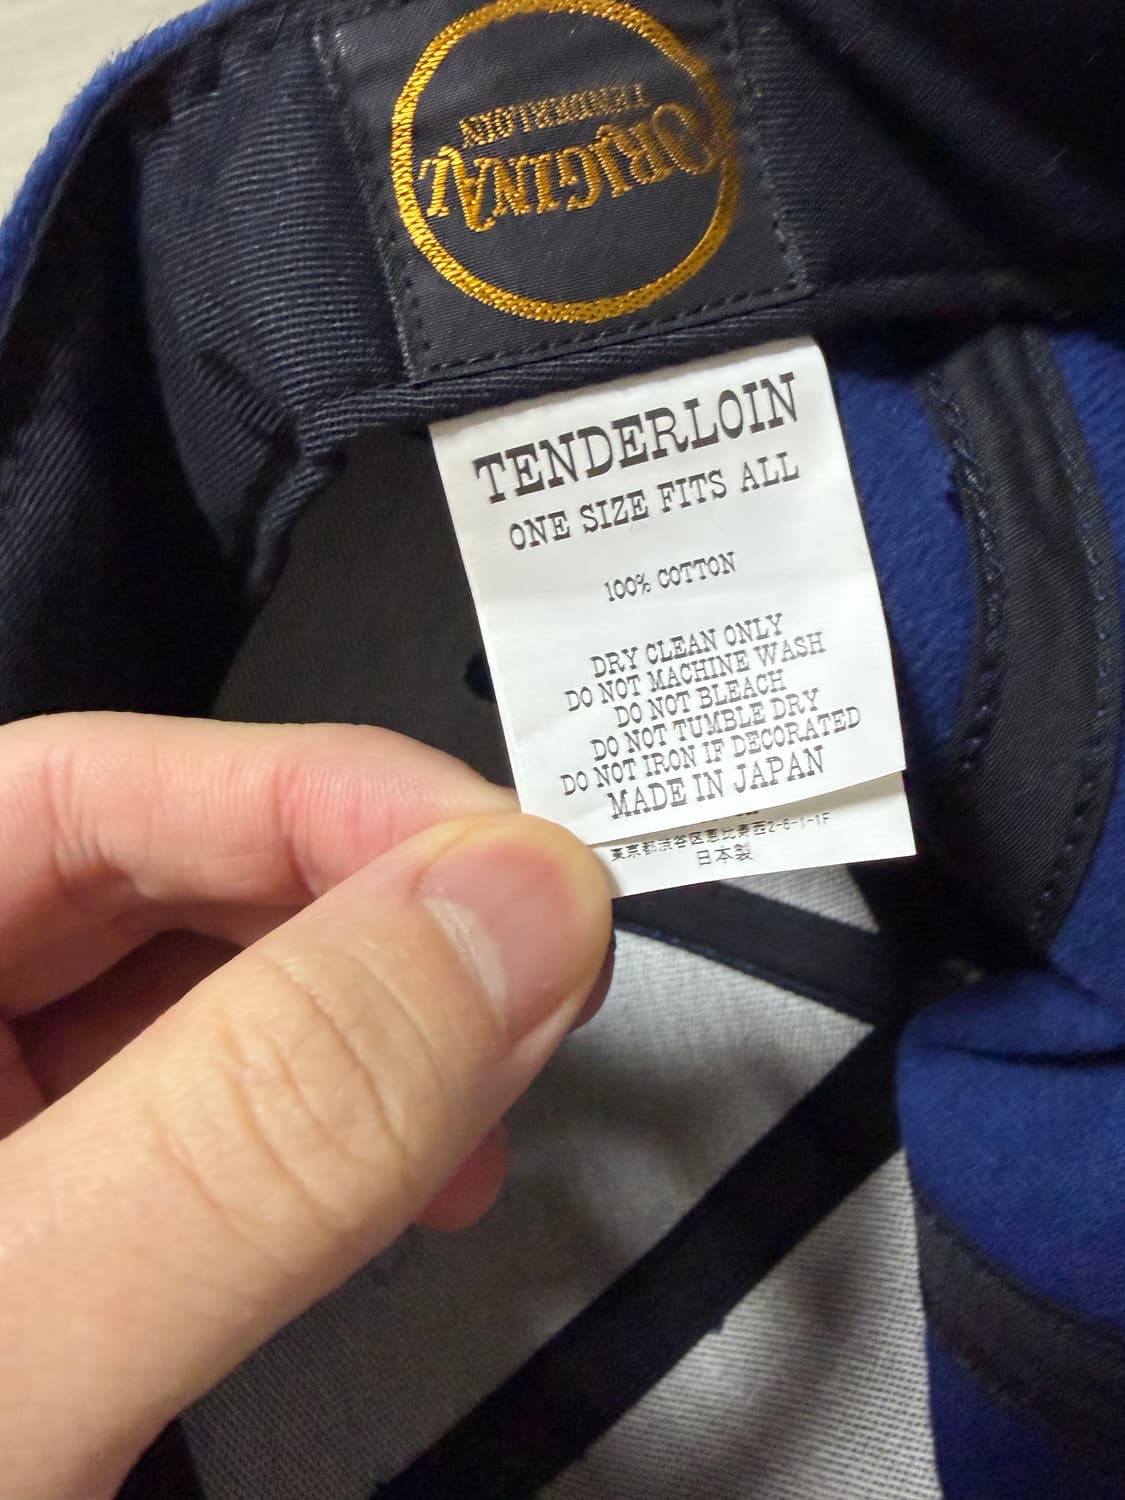 ORIGINAL
TENDERLOIN
TENDERLOIN
ONE SIZE FITS ALL
100% COTTON
DRY CLEAN ONLY
DO NOT MACHINE WASH
DO NOT BLEACH
DO NOT TUMBLE DRY
DO NOT IRON IF DECORATED
MADE IN JAPAN
東京都渋谷区恵比寿西2-6-1-1F
日本製